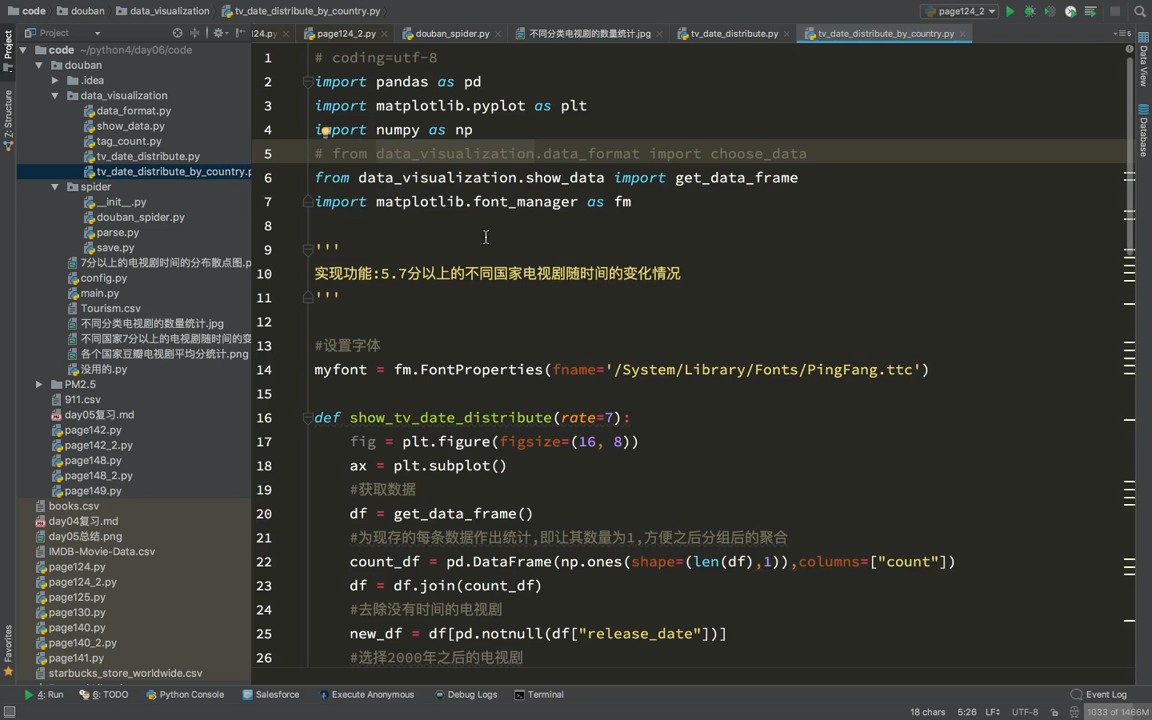 code douban data_visualization tv_date_distribute_by_country.py page124_2
Project 24.py page124_2.py douban_spider.py 不同分类电视剧的数量统计.jpg tv_date_distribute.py tv_date_distribute_by_country.py
1: Project
Z: Structure
Favorites
Data View
Database
code ~/python4/day06/code
douban
.idea
data_visualization
data_format.py
show_data.py
tag_count.py
tv_date_distribute.py
tv_date_distribute_by_country.p
spider
__init__.py
douban_spider.py
parse.py
save.py
7分以上的电视剧时间的分布散点图.p
config.py
main.py
Tourism.csv
不同分类电视剧的数量统计.jpg
不同国家7分以上的电视剧随时间的变
各个国家豆瓣电视剧平均分统计.png
没用的.py
PM2.5
911.csv
day05复习.md
page142.py
page142_2.py
page148.py
page148_2.py
page149.py
books.csv
day04复习.md
day05总结.png
IMDB-Movie-Data.csv
page124.py
page124_2.py
page125.py
page130.py
page140.py
page140_2.py
page141.py
starbucks_store_worldwide.csv
1 # coding=utf-8
2 import pandas as pd
3 import matplotlib.pyplot as plt
4 import numpy as np
5 # from data_visualization.data_format import choose_data
6 from data_visualization.show_data import get_data_frame
7 import matplotlib.font_manager as fm
8
9 '''
10 实现功能:5.7分以上的不同国家电视剧随时间的变化情况
11 '''
12
13 #设置字体
14 myfont = fm.FontProperties(fname='/System/Library/Fonts/PingFang.ttc')
15
16 def show_tv_date_distribute(rate=7):
17 fig = plt.figure(figsize=(16, 8))
18 ax = plt.subplot()
19 #获取数据
20 df = get_data_frame()
21 #为现存的每条数据作出统计,即让其数量为1,方便之后分组后的聚合
22 count_df = pd.DataFrame(np.ones(shape=(len(df),1)),columns=["count"])
23 df = df.join(count_df)
24 #去除没有时间的电视剧
25 new_df = df[pd.notnull(df["release_date"])]
26 #选择2000年之后的电视剧
4: Run 6: TODO Python Console Salesforce Execute Anonymous Debug Logs Terminal Event Log
18 chars 5:26 LF UTF-8 1033 of 1466M